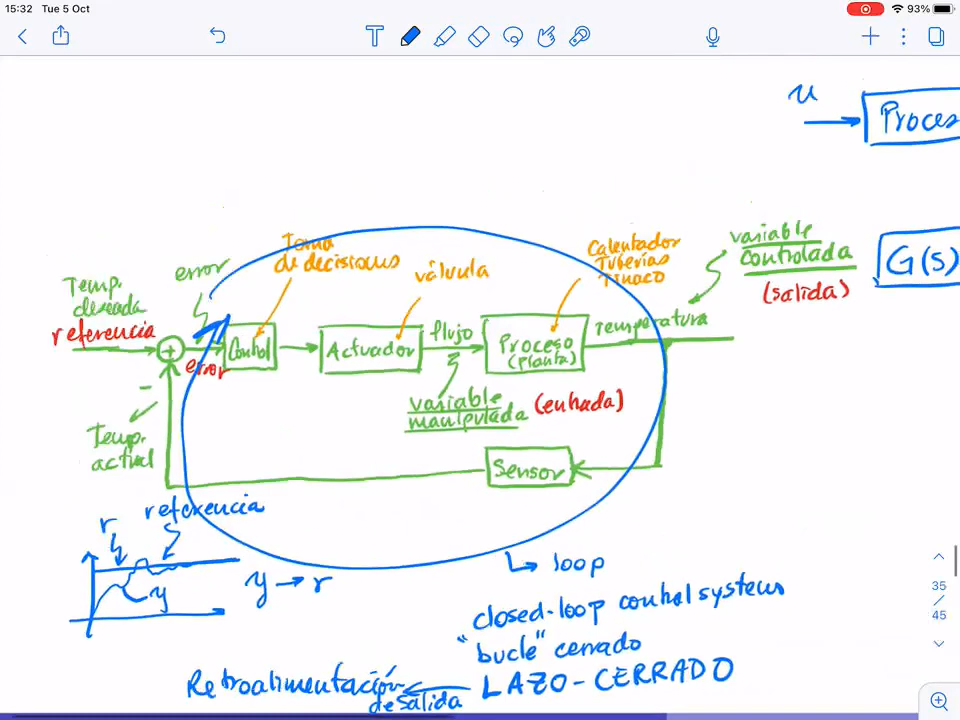 15:32 Tue 5 Oct
93%
T
u
Proces
variable
controlada
(salida)
G(s)
Toma
de decisiones
error
válvula
Calentador
Tuberías
Tinaco
Temp.
deseada
referencia
+
error
Control
Actuador
flujo
Proceso
(planta)
temperatura
-
variable
manipulada
(entrada)
Temp.
actual
Sensor
r
referencia
y
y → r
↳ loop
closed-loop control systems
"bucle" cerrado
LAZO-CERRADO
Retroalimentación
de salida
35
/
45